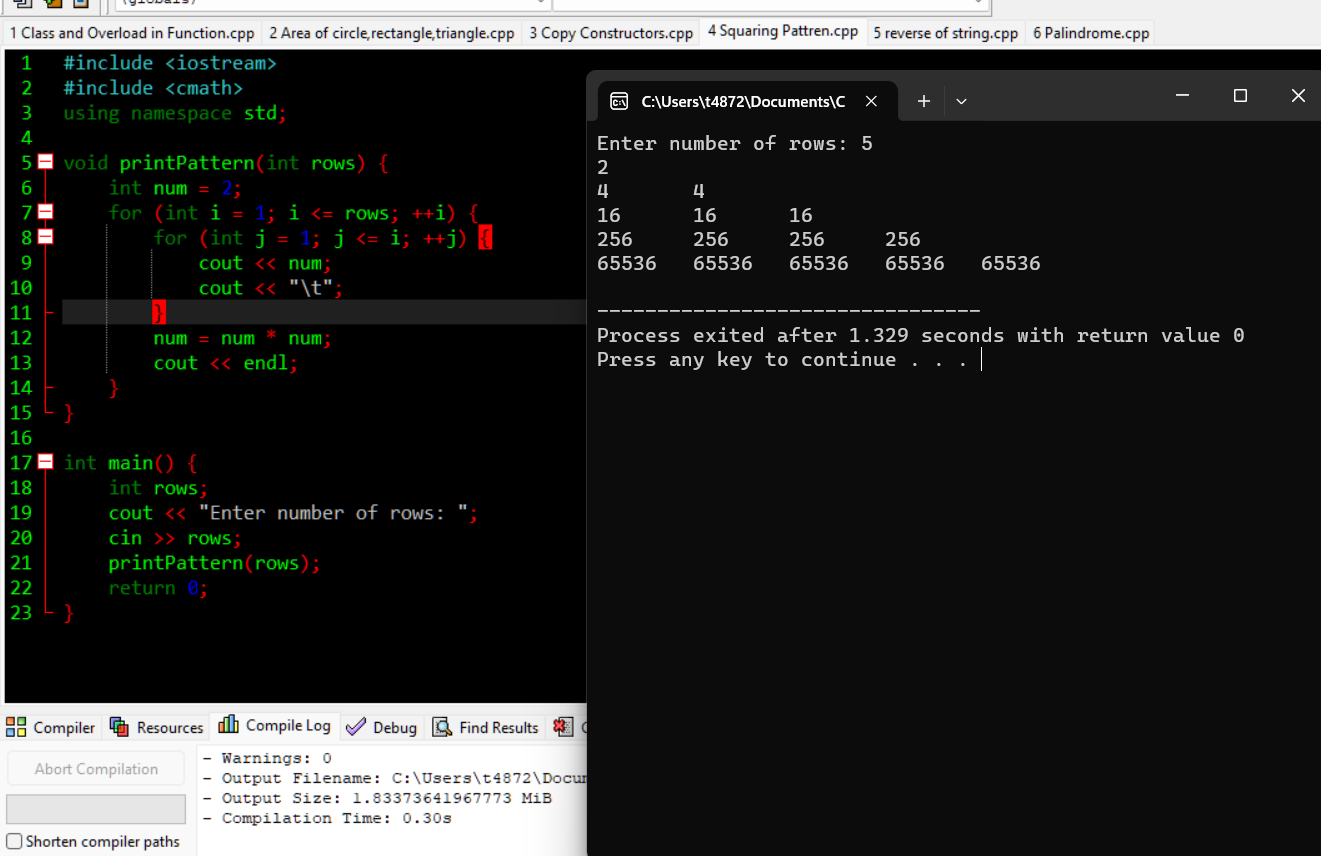 (globals)
1 Class and Overload in Function.cpp 2 Area of circle,rectangle,triangle.cpp 3 Copy Constructors.cpp 4 Squaring Pattren.cpp 5 reverse of string.cpp 6 Palindrome.cpp
1 #include <iostream>
2 #include <cmath>
3 using namespace std;
4
5 void printPattern(int rows) {
6 int num = 2;
7 for (int i = 1; i <= rows; ++i) {
8 for (int j = 1; j <= i; ++j) {
9 cout << num;
10 cout << "\t";
11 }
12 num = num * num;
13 cout << endl;
14 }
15 }
16
17 int main() {
18 int rows;
19 cout << "Enter number of rows: ";
20 cin >> rows;
21 printPattern(rows);
22 return 0;
23 }
C:\Users\t4872\Documents\C
Enter number of rows: 5
2
4 4
16 16 16
256 256 256 256
65536 65536 65536 65536 65536
--------------------------------
Process exited after 1.329 seconds with return value 0
Press any key to continue . . .
Compiler Resources Compile Log Debug Find Results
Abort Compilation
Shorten compiler paths
- Warnings: 0
- Output Filename: C:\Users\t4872\Docu
- Output Size: 1.83373641967773 MiB
- Compilation Time: 0.30s